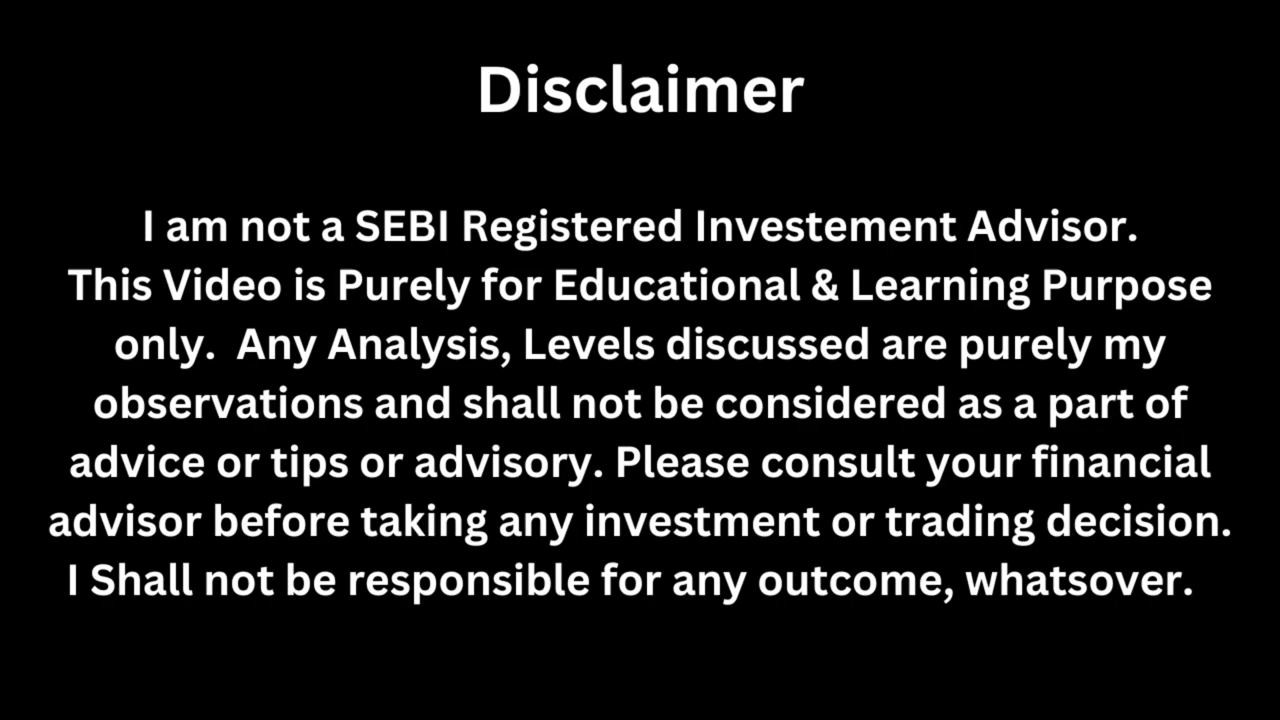 Disclaimer
I am not a SEBI Registered Investement Advisor.
This Video is Purely for Educational & Learning Purpose
only.  Any Analysis, Levels discussed are purely my
observations and shall not be considered as a part of
advice or tips or advisory. Please consult your financial
advisor before taking any investment or trading decision.
I Shall not be responsible for any outcome, whatsover.